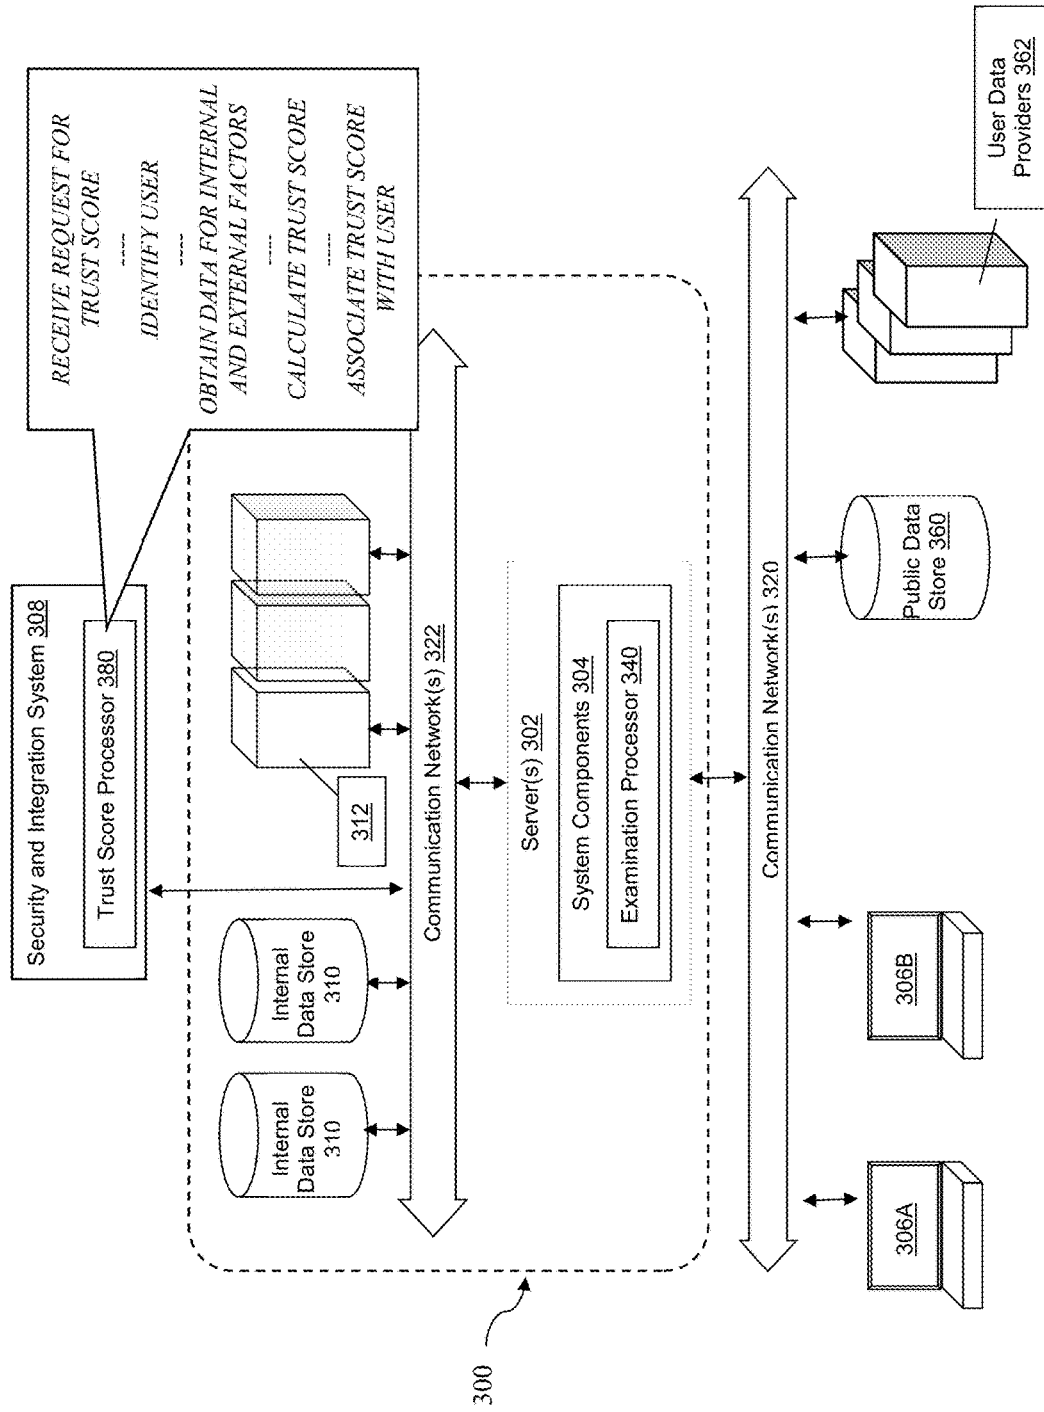 RECEIVE REQUEST FOR
TRUST SCORE
-----
IDENTIFY USER
----
OBTAIN DATA FOR INTERNAL
AND EXTERNAL FACTORS
----
CALCULATE TRUST SCORE
----
ASSOCIATE TRUST SCORE
WITH USER
Security and Integration System 308
Trust Score Processor 380
Internal
Data Store
310
Internal
Data Store
310
312
Communication Network(s) 322
Server(s) 302
System Components 304
Examination Processor 340
300
Communication Network(s) 320
306A
306B
Public Data
Store 360
User Data
Providers 362